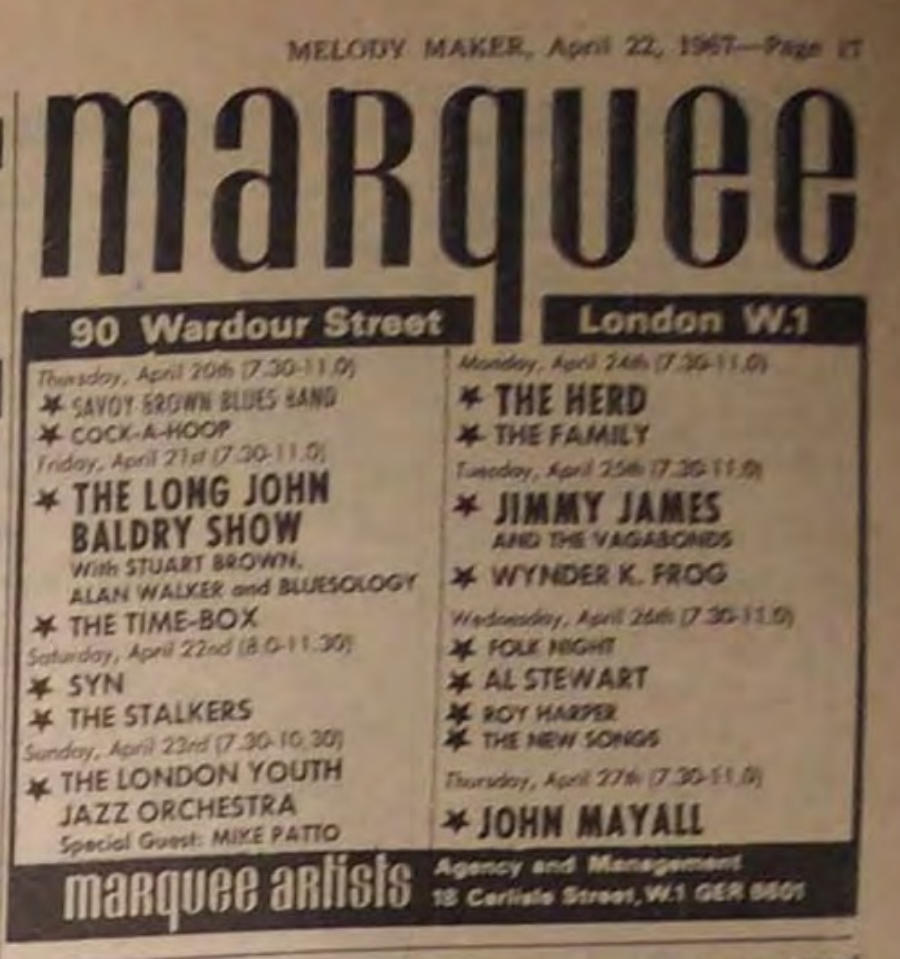 MELODY MAKER, April 22, 1967—Page 17
marquee
90 Wardour Street
London W.1
Thursday, April 20th (7.30-11.0)
★ SAVOY BROWN BLUES BAND
★ COCK-A-HOOP
Friday, April 21st (7.30-11.0)
★ THE LONG JOHN
BALDRY SHOW
With STUART BROWN,
ALAN WALKER and BLUESOLOGY
★ THE TIME-BOX
Saturday, April 22nd (8.0-11.30)
★ SYN
★ THE STALKERS
Sunday, April 23rd (7.30-10.30)
★ THE LONDON YOUTH
JAZZ ORCHESTRA
Special Guest: MIKE PATTO
Monday, April 24th (7.30-11.0)
★ THE HERD
★ THE FAMILY
Tuesday, April 25th (7.30-11.0)
★ JIMMY JAMES
AND THE VAGABONDS
★ WYNDER K. FROG
Wednesday, April 26th (7.30-11.0)
★ FOLK NIGHT
★ AL STEWART
★ ROY HARPER
★ THE NEW SONGS
Thursday, April 27th (7.30-11.0)
★ JOHN MAYALL
marquee artists
Agency and Management
18 Carlisle Street, W.1 GER 6601